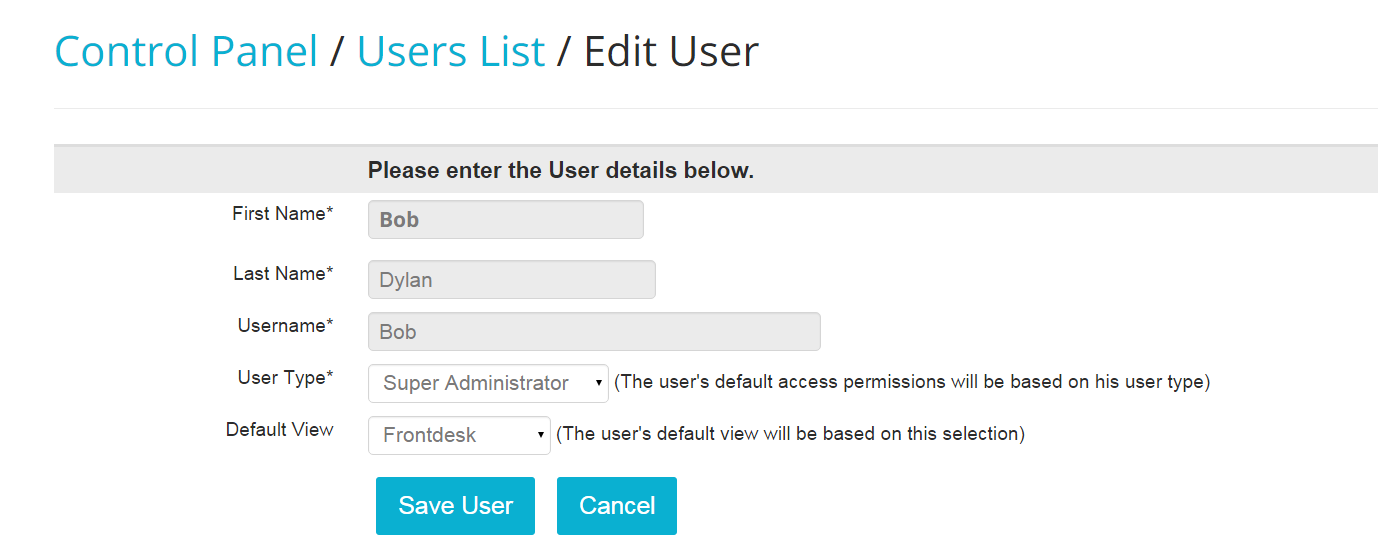 Control Panel / Users List / Edit User
Please enter the User details below.
First Name* Bob
Last Name* Dylan
Username* Bob
User Type* Super Administrator (The user's default access permissions will be based on his user type)
Default View Frontdesk (The user's default view will be based on this selection)
Save User Cancel